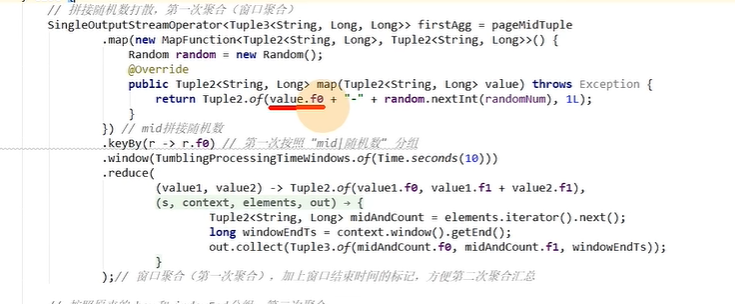 // 拼接随机数打散，第一次聚合（窗口聚合）
SingleOutputStreamOperator<Tuple3<String, Long, Long>> firstAgg = pageMidTuple
.map(new MapFunction<Tuple2<String, Long>, Tuple2<String, Long>>() {
Random random = new Random();
@Override
public Tuple2<String, Long> map(Tuple2<String, Long> value) throws Exception {
return Tuple2.of(value.f0 + "-" + random.nextInt(randomNum), 1L);
}
}) // mid拼接随机数
.keyBy(r -> r.f0) // 第一次按照 "mid|随机数" 分组
.window(TumblingProcessingTimeWindows.of(Time.seconds(10)))
.reduce(
(value1, value2) -> Tuple2.of(value1.f0, value1.f1 + value2.f1),
(s, context, elements, out) → {
Tuple2<String, Long> midAndCount = elements.iterator().next();
long windowEndTs = context.window().getEnd();
out.collect(Tuple3.of(midAndCount.f0, midAndCount.f1, windowEndTs));
}
);// 窗口聚合（第一次聚合），加上窗口结束时间的标记，方便第二次聚合汇总